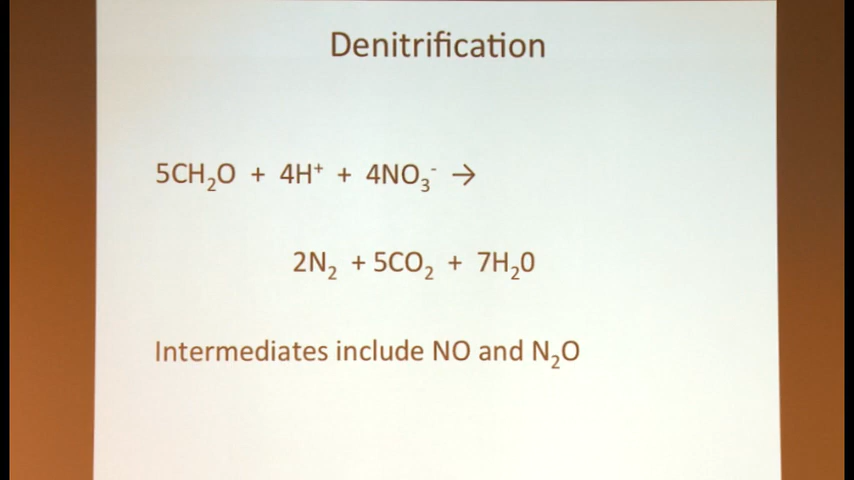 Denitrification
5CH₂O + 4H⁺ + 4NO₃⁻ →
2N₂ + 5CO₂ + 7H₂0
Intermediates include NO and N₂O